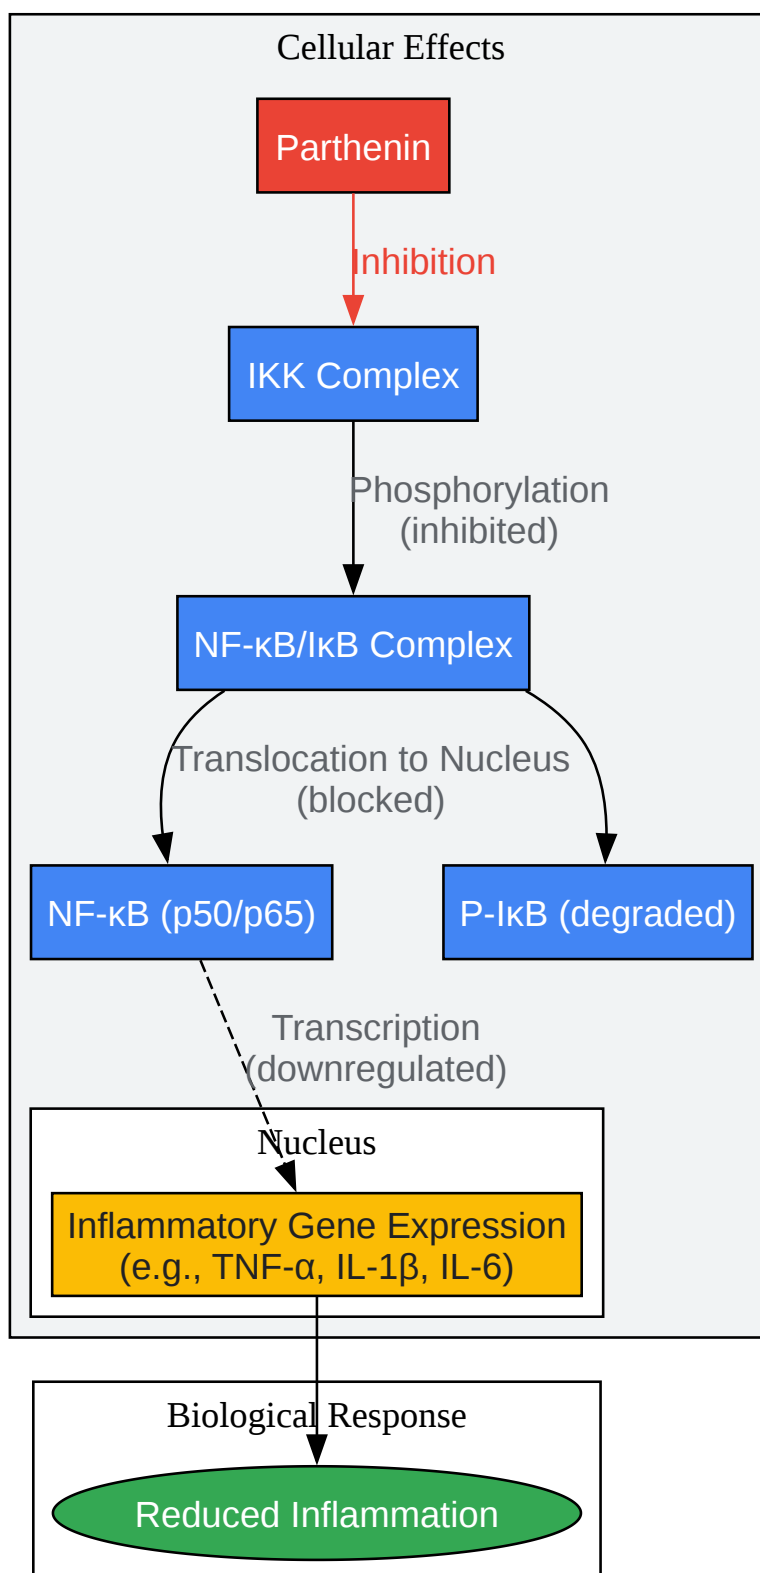 Cellular Effects
Parthenin
Inhibition
IKK Complex
Phosphorylation
(inhibited)
NF-κB/IκB Complex
Translocation to Nucleus
(blocked)
NF-κB (p50/p65)
P-IκB (degraded)
Transcription
(downregulated)
Nucleus
Inflammatory Gene Expression
(e.g., TNF-α, IL-1β, IL-6)
Biological Response
Reduced Inflammation